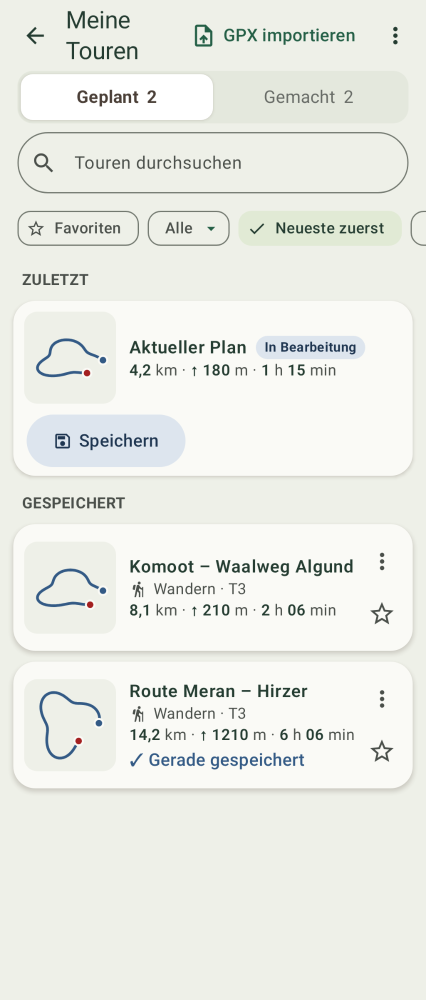 Meine
Touren
GPX importieren
Geplant 2
Gemacht 2
Touren durchsuchen
Favoriten
Alle
Neueste zuerst
ZULETZT
Aktueller Plan
In Bearbeitung
4,2 km · ↑ 180 m · 1 h 15 min
Speichern
GESPEICHERT
Komoot – Waalweg Algund
Wandern · T3
8,1 km · ↑ 210 m · 2 h 06 min
Route Meran – Hirzer
Wandern · T3
14,2 km · ↑ 1210 m · 6 h 06 min
✓ Gerade gespeichert